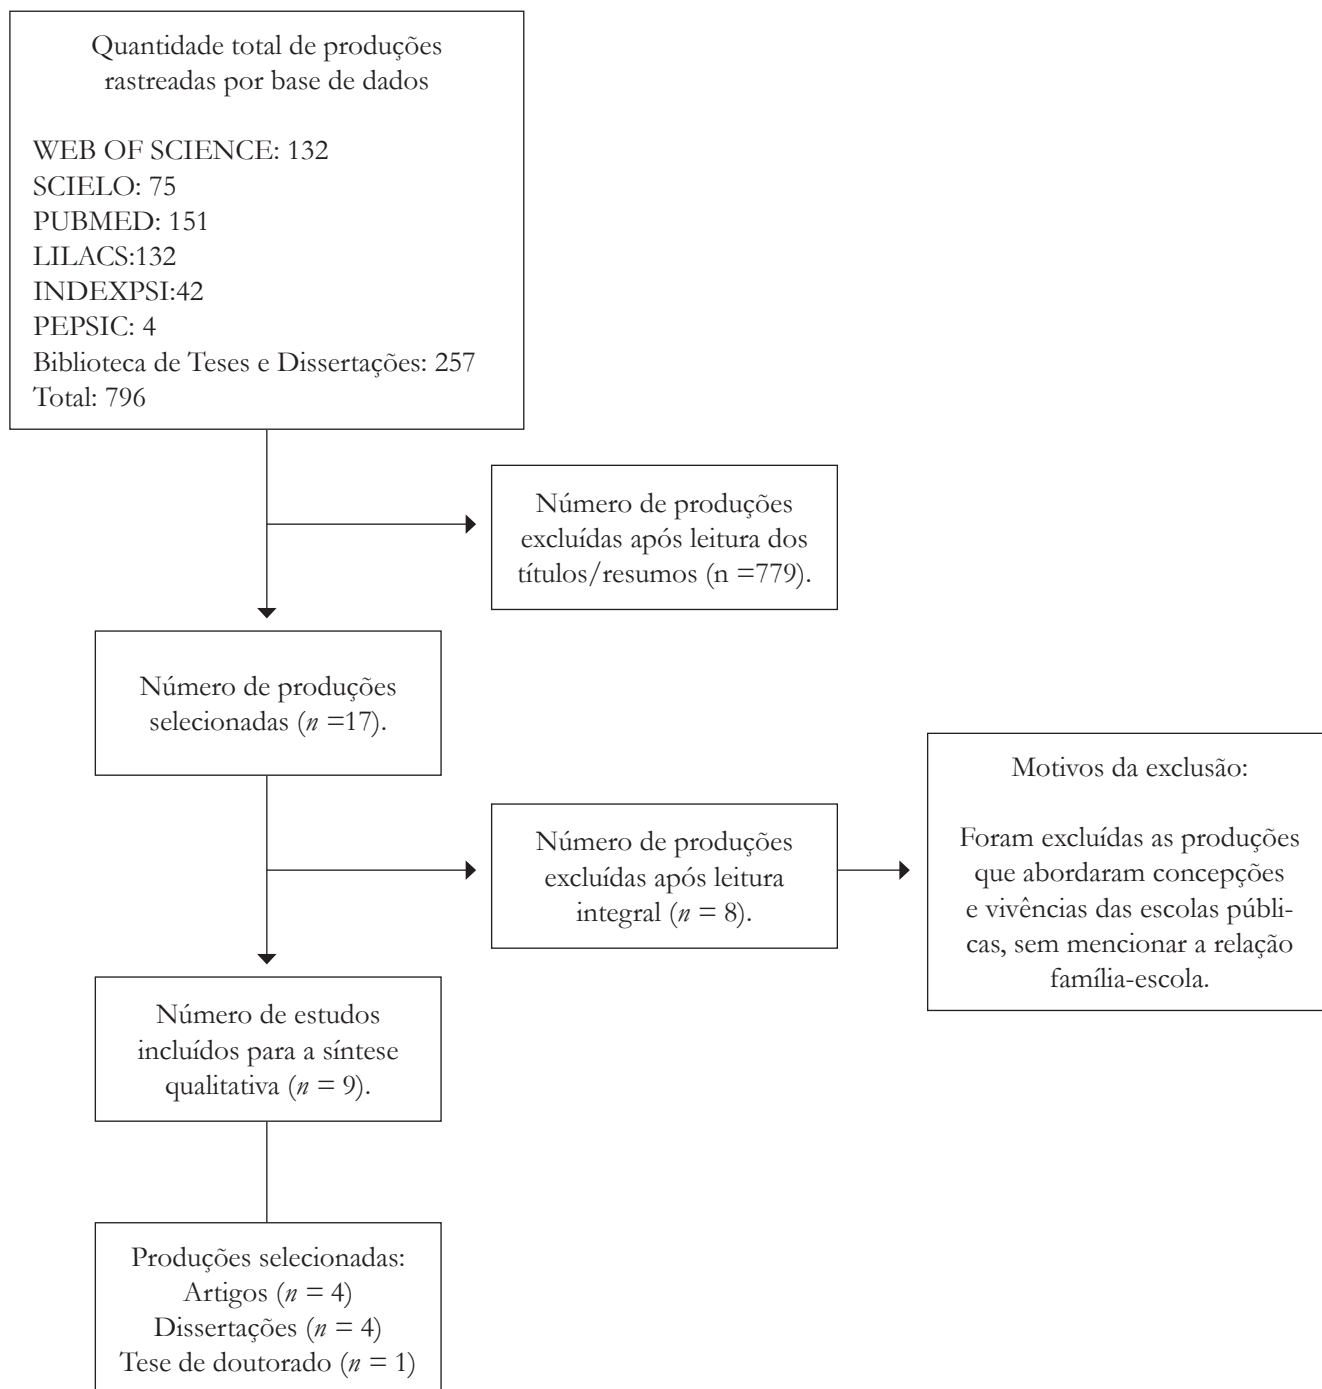 Quantidade total de produções
rastreadas por base de dados
WEB OF SCIENCE: 132
SCIELO: 75
PUBMED: 151
LILACS:132
INDEXPSI:42
PEPSIC: 4
Biblioteca de Teses e Dissertações: 257
Total: 796
Número de produções
excluídas após leitura dos
títulos/resumos (n =779).
Número de produções
selecionadas (n =17).
Número de produções
excluídas após leitura
integral (n = 8).
Motivos da exclusão:
Foram excluídas as produções
que abordaram concepções
e vivências das escolas públi-
cas, sem mencionar a relação
família-escola.
Número de estudos
incluídos para a síntese
qualitativa (n = 9).
Produções selecionadas:
Artigos (n = 4)
Dissertações (n = 4)
Tese de doutorado (n = 1)